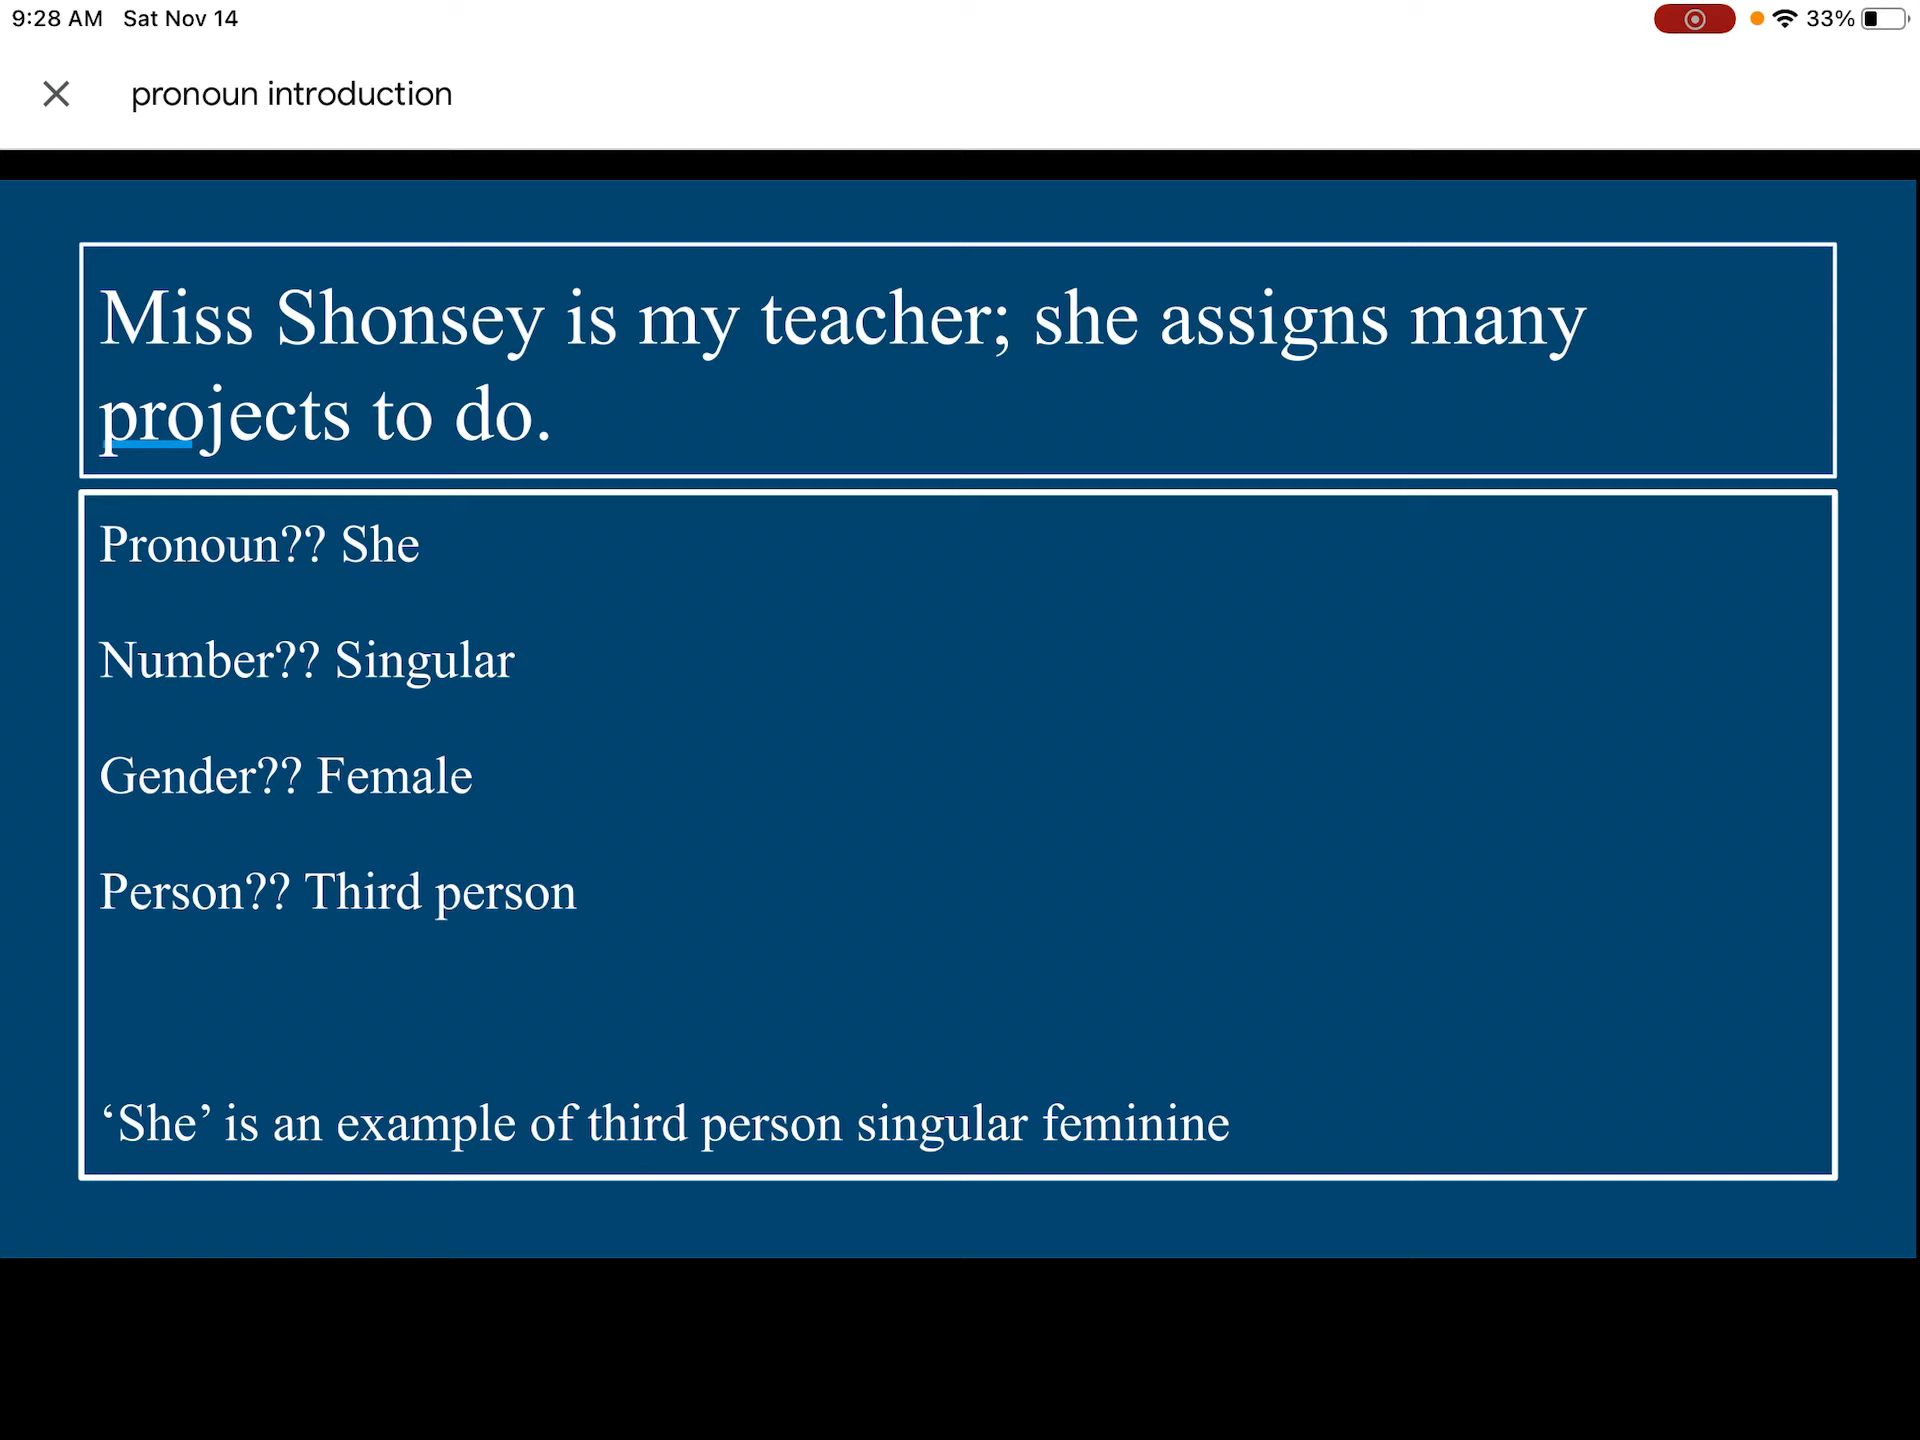 9:28 AM Sat Nov 14
33%
pronoun introduction
Miss Shonsey is my teacher; she assigns many
projects to do.
Pronoun?? She
Number?? Singular
Gender?? Female
Person?? Third person
‘She’ is an example of third person singular feminine